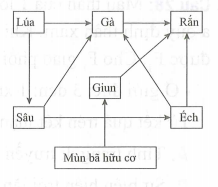 Lúa
Gà
Rắn
Giun
Sâu
Ếch
Mùn bã hữu cơ